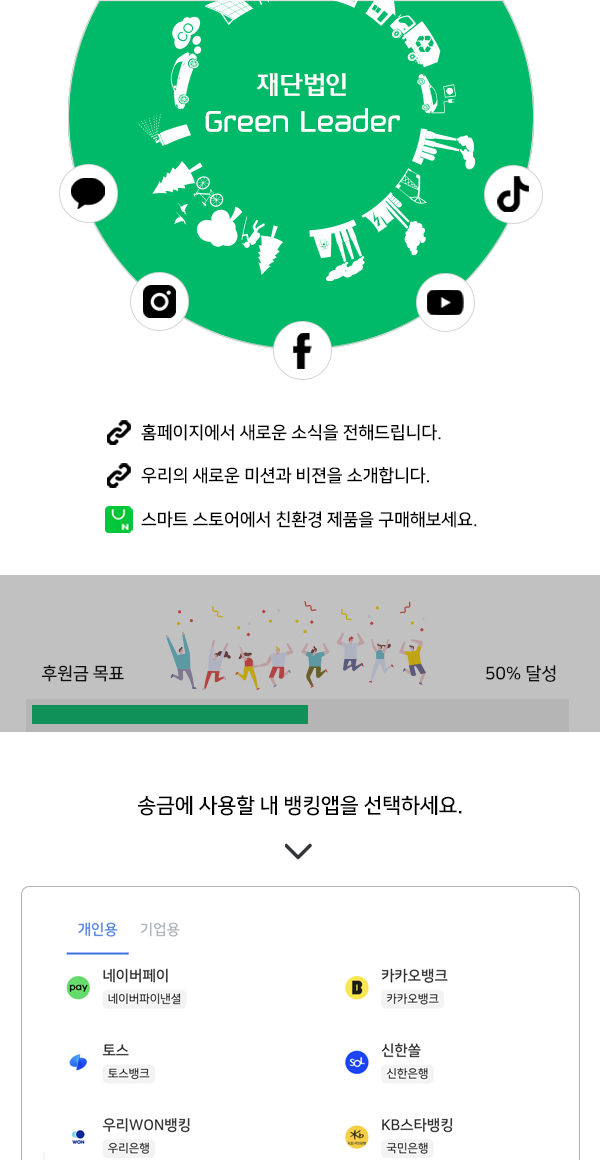 재단법인
Green Leader
홈페이지에서 새로운 소식을 전해드립니다.
우리의 새로운 미션과 비젼을 소개합니다.
N
스마트 스토어에서 친환경 제품을 구매해보세요.
후원금 목표
50% 달성
송금에 사용할 내 뱅킹앱을 선택하세요.
개인용 기업용
pay 네이버페이
네이버파이낸셜
카카오뱅크
카카오뱅크
토스
토스뱅크
SOL 신한쏠
신한은행
WON 우리WON뱅킹
우리은행
KB스타뱅킹
국민은행